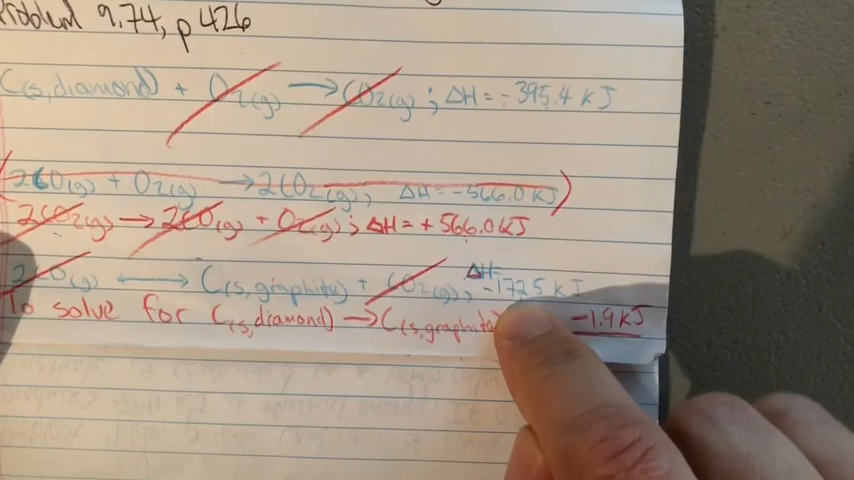 Problem 9.74, p 426
C(s,diamond) + O2(g) → CO2(g); ΔH = -395.4 kJ
(2CO(g) + O2(g) → 2CO2(g), ΔH = -566.0 kJ)
2CO2(g) → 2CO(g) + O2(g); ΔH = +566.0 kJ
2CO(g) ⟷ C(s,graphite) + CO2(g), ΔH= -172.5 kJ
To solve for C(s,diamond) → C(s,graphite) -1.9 kJ